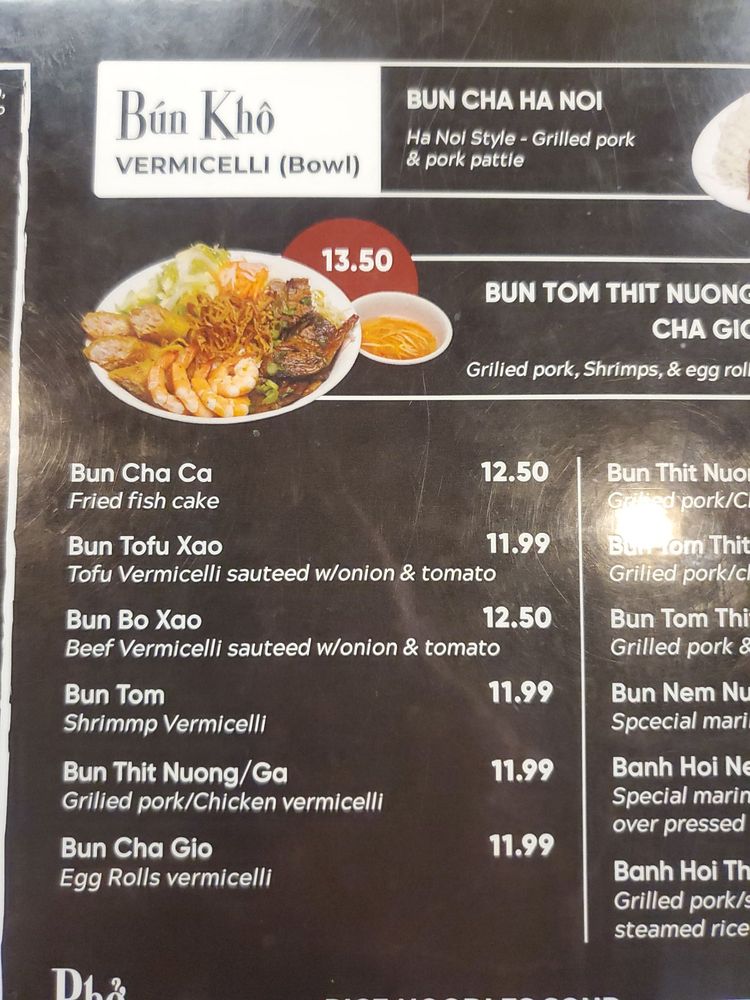 Bún Khô
VERMICELLI (Bowl)
BUN CHA HA NOI
Ha Noi Style - Grilled pork
& pork pattie
13.50
BUN TOM THIT NUONG
CHA GIO
Grilied pork, Shrimps, & egg roll
Bun Cha Ca 12.50
Fried fish cake
Bun Tofu Xao 11.99
Tofu Vermicelli sauteed w/onion & tomato
Bun Bo Xao 12.50
Beef Vermicelli sauteed w/onion & tomato
Bun Tom 11.99
Shrimmp Vermicelli
Bun Thit Nuong/Ga 11.99
Grilied pork/Chicken vermicelli
Bun Cha Gio 11.99
Egg Rolls vermicelli
Bun Thit Nuo
pork/C
Thit
Grilied pork/c
Bun Tom Thi
Grilled pork &
Bun Nem Nu
Spcecial mari
Banh Hoi Ne
Special marin
over pressed
Banh Hoi Th
Grilled pork/s
steamed rice
Phở